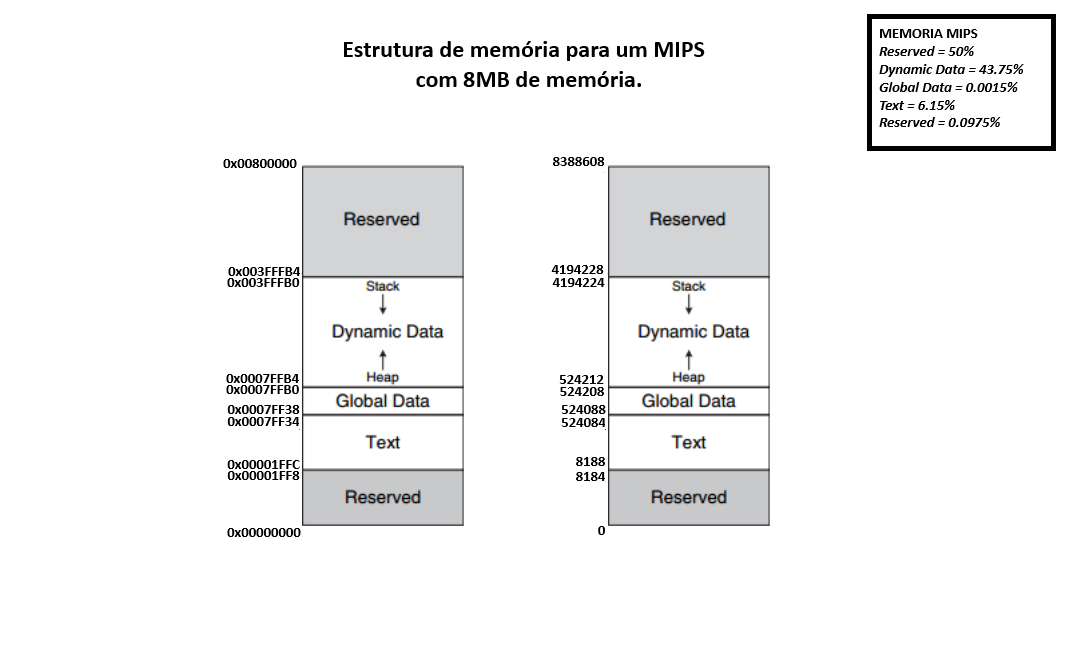 Estrutura de memória para um MIPS
com 8MB de memória.
MEMORIA MIPS
Reserved = 50%
Dynamic Data = 43.75%
Global Data = 0.0015%
Text = 6.15%
Reserved = 0.0975%
0x00800000
Reserved
0x003FFFB4
0x003FFFB0
Stack
Dynamic Data
Heap
0x0007FFB4
0x0007FFB0
Global Data
0x0007FF38
0x0007FF34
Text
0x00001FFC
0x00001FF8
Reserved
0x00000000
8388608
Reserved
4194228
4194224
Stack
Dynamic Data
Heap
524212
524208
Global Data
524088
524084
Text
8188
8184
Reserved
0